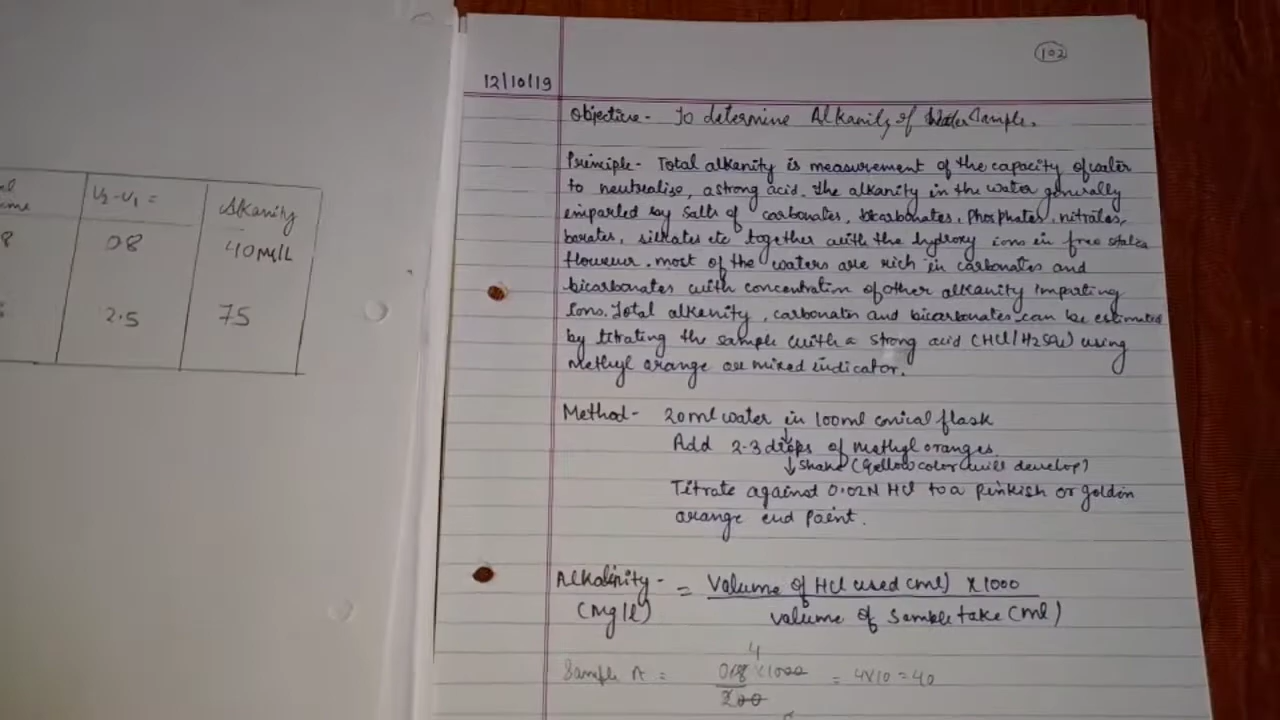 V2-V1 =
Alkanity
08
40Mg/L
2.5
75
102
12/10/19
Objective- To determine Alkanity of Water Sample.
Principle- Total alkanity is measurement of the capacity of water
to neutralise, a strong acid. The alkanity in the water generally
imparted by salts of carbonates, bicarbonates, Phosphates, nitrates,
borates, silicates etc together with the hydroxy ions in free states
However, most of the waters are rich in carbonates and
bicarbonates with concentration of other alkanity imparting
Ions. Total alkanity, carbonates and bicarbonates can be estimated
by titrating the sample with a strong acid (HCl/H2SO4) using
Methyl orange or mixed indicator.
Method- 20ml water in 100ml conical flask
↓
Add 2-3 drops of methyl oranges.
↓ Shake (Yellow color will develop)
Titrate against 0.02N HCl to a pinkish or golden
orange end point.
Alkalinity - = Volume of HCl used (ml) x 1000
(Mg/l) volume of sample take (ml)
4
Sample A = 0.8 x 1000 = 4x10 = 40
200